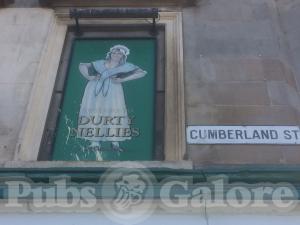 DURTY
NELLIES
CUMBERLAND ST
Pubs Galore